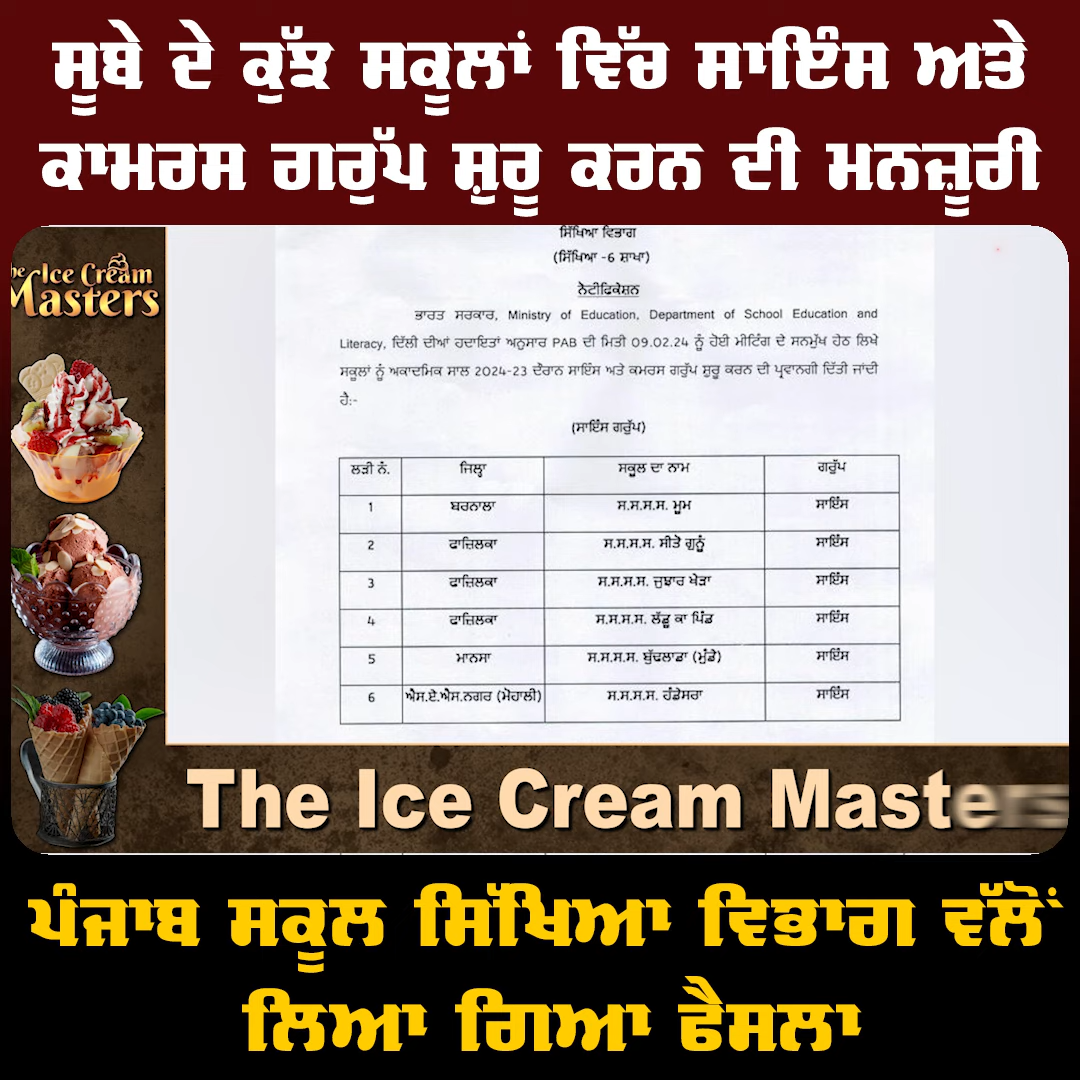 ਸੂਬੇ ਦੇ ਕੁੱਝ ਸਕੂਲਾਂ ਵਿੱਚ ਸਾਇੰਸ ਅਤੇ
ਕਾਮਰਸ ਗਰੁੱਪ ਸ਼ੁਰੂ ਕਰਨ ਦੀ ਮਨਜ਼ੂਰੀ
Ice Cream
Masters
ਸਿੱਖਿਆ ਵਿਭਾਗ
(ਸਿੱਖਿਆ -6 ਸ਼ਾਖਾ)
ਨੋਟੀਫਿਕੇਸ਼ਨ
ਭਾਰਤ ਸਰਕਾਰ, Ministry of Education, Department of School Education and
Literacy, ਦਿੱਲੀ ਦੀਆਂ ਹਦਾਇਤਾਂ ਅਨੁਸਾਰ PAB ਦੀ ਮਿਤੀ 09.02.24 ਨੂੰ ਹੋਈ ਮੀਟਿੰਗ ਦੇ ਸਨਮੁੱਖ ਹੇਠ ਲਿਖੇ
ਸਕੂਲਾਂ ਨੂੰ ਅਕਾਦਮਿਕ ਸਾਲ 2024-23 ਦੌਰਾਨ ਸਾਇੰਸ ਅਤੇ ਕਮਰਸ ਗਰੁੱਪ ਸ਼ੁਰੂ ਕਰਨ ਦੀ ਪ੍ਰਵਾਨਗੀ ਦਿੱਤੀ ਜਾਂਦੀ
ਹੈ:-
(ਸਾਇੰਸ ਗਰੁੱਪ)
ਲੜੀ ਨੰ. ਜਿਲ੍ਹਾ ਸਕੂਲ ਦਾ ਨਾਮ ਗਰੁੱਪ
1 ਬਰਨਾਲਾ ਸ.ਸ.ਸ.ਸ. ਮੂਮ ਸਾਇੰਸ
2 ਫਾਜ਼ਿਲਕਾ ਸ.ਸ.ਸ.ਸ. ਸੀਤੋ ਗੁਨੂੰ ਸਾਇੰਸ
3 ਫਾਜ਼ਿਲਕਾ ਸ.ਸ.ਸ.ਸ. ਜੁਝਾਰ ਖੇੜਾ ਸਾਇੰਸ
4 ਫਾਜ਼ਿਲਕਾ ਸ.ਸ.ਸ.ਸ. ਲੱਛੂ ਕਾ ਪਿੰਡ ਸਾਇੰਸ
5 ਮਾਨਸਾ ਸ.ਸ.ਸ.ਸ. ਬੁੱਢਲਾਡਾ (ਮੁੰਡੇ) ਸਾਇੰਸ
6 ਐਸ.ਏ.ਐਸ.ਨਗਰ (ਮੋਹਾਲੀ) ਸ.ਸ.ਸ.ਸ. ਹੰਡੇਸਰਾ ਸਾਇੰਸ
The Ice Cream Masters
ਪੰਜਾਬ ਸਕੂਲ ਸਿੱਖਿਆ ਵਿਭਾਗ ਵੱਲੋਂ
ਲਿਆ ਗਿਆ ਫੈਸਲਾ